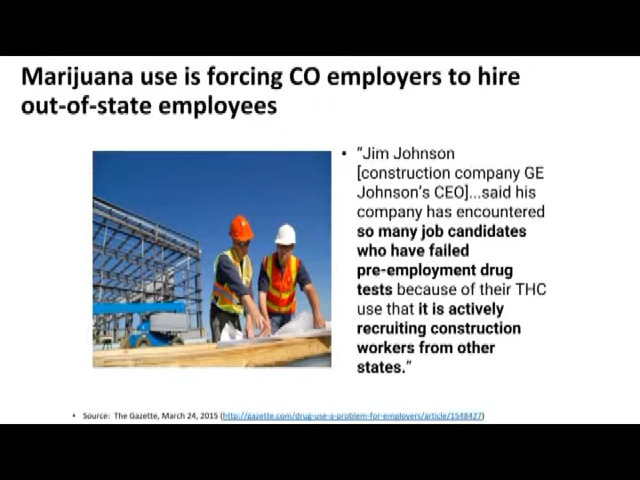 Marijuana use is forcing CO employers to hire
out-of-state employees
• “Jim Johnson
[construction company GE
Johnson’s CEO]...said his
company has encountered
so many job candidates
who have failed
pre-employment drug
tests because of their THC
use that it is actively
recruiting construction
workers from other
states.”
• Source: The Gazette, March 24, 2015 (http://gazette.com/drug-use-a-problem-for-employers/article/1548427)